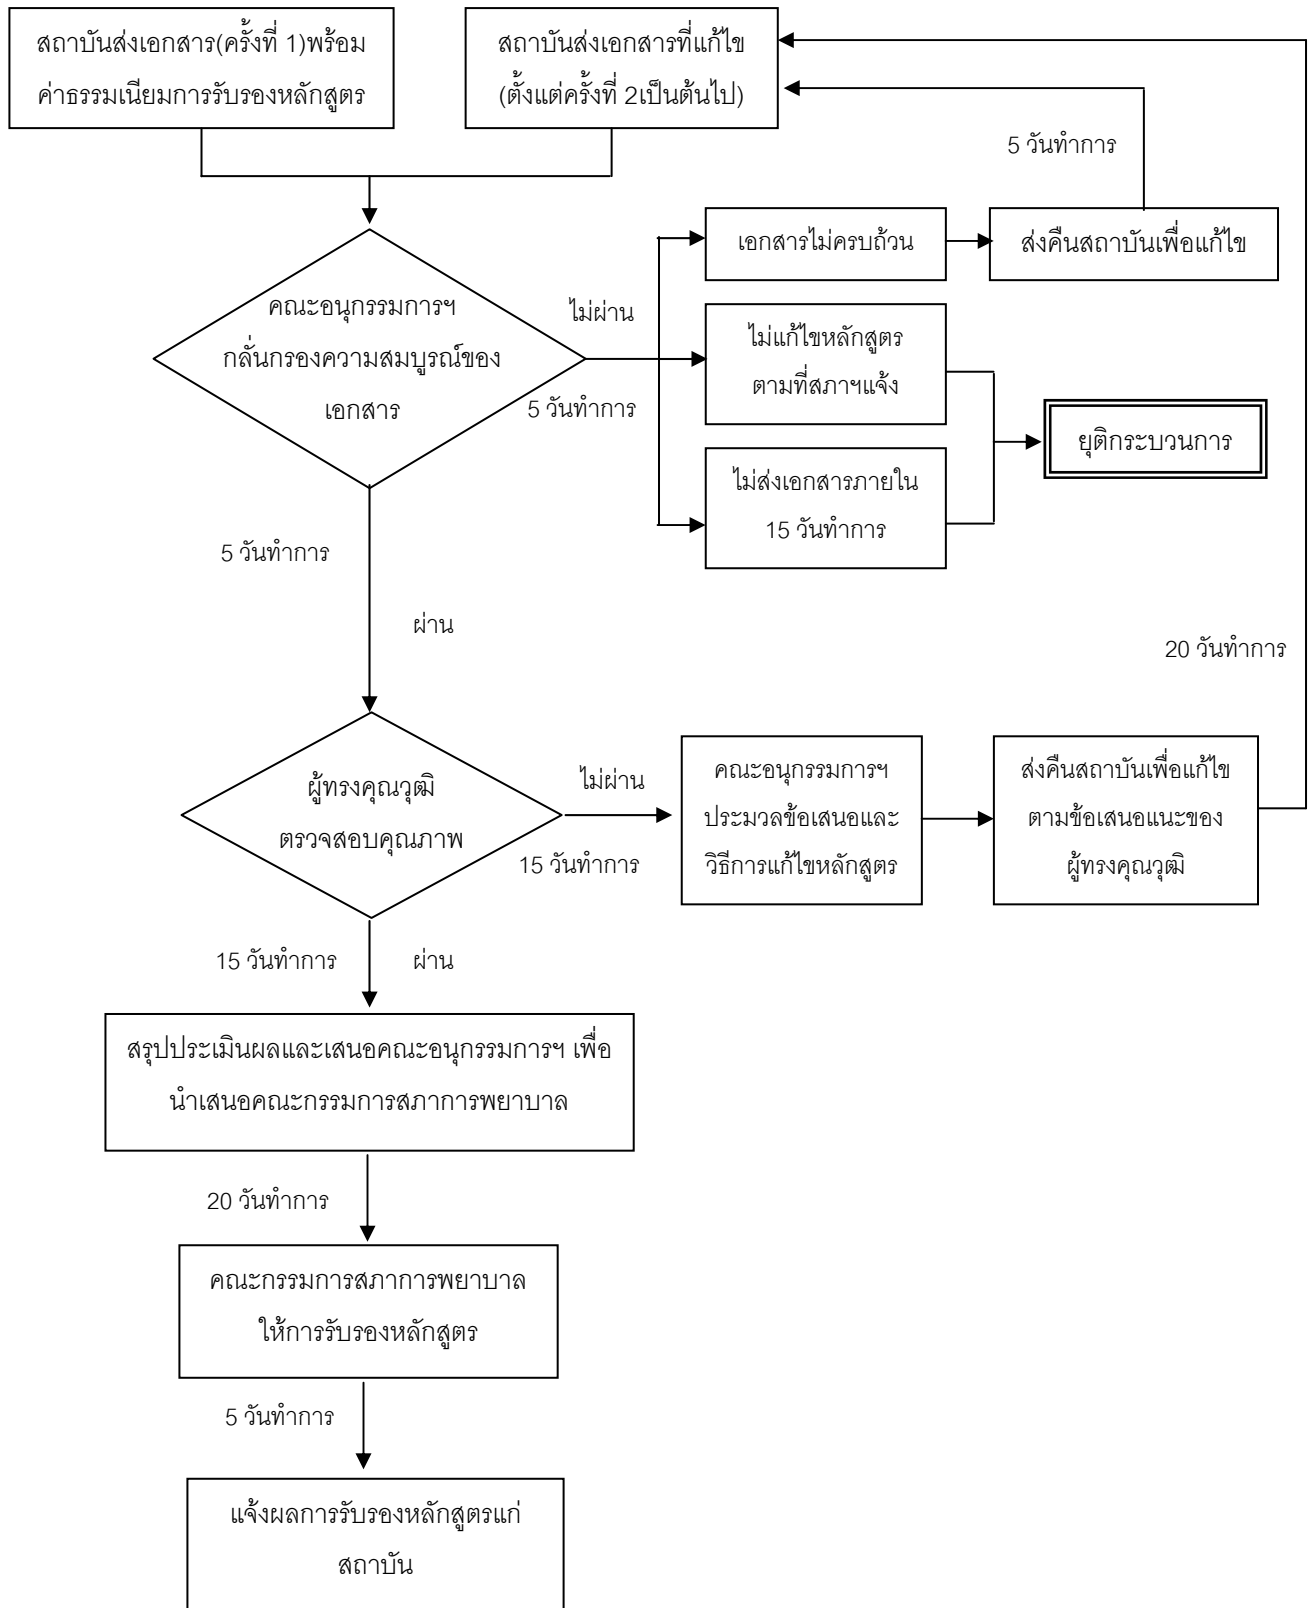 สถาบันส่งเอกสาร(ครั้งที่ 1)พร้อม
ค่าธรรมเนียมการรับรองหลักสูตร
สถาบันส่งเอกสารที่แก้ไข
(ตั้งแต่ครั้งที่ 2เป็นต้นไป)
5 วันทำการ
เอกสารไม่ครบถ้วน
ส่งคืนสถาบันเพื่อแก้ไข
คณะอนุกรรมการฯ
กลั่นกรองความสมบูรณ์ของ
เอกสาร
ไม่ผ่าน
5 วันทำการ
ไม่แก้ไขหลักสูตร
ตามที่สภาฯแจ้ง
ยุติกระบวนการ
ไม่ส่งเอกสารภายใน
15 วันทำการ
5 วันทำการ
ผ่าน
20 วันทำการ
ผู้ทรงคุณวุฒิ
ตรวจสอบคุณภาพ
ไม่ผ่าน
15 วันทำการ
คณะอนุกรรมการฯ
ประมวลข้อเสนอและ
วิธีการแก้ไขหลักสูตร
ส่งคืนสถาบันเพื่อแก้ไข
ตามข้อเสนอแนะของ
ผู้ทรงคุณวุฒิ
15 วันทำการ
ผ่าน
สรุปประเมินผลและเสนอคณะอนุกรรมการฯ เพื่อ
นำเสนอคณะกรรมการสภาการพยาบาล
20 วันทำการ
คณะกรรมการสภาการพยาบาล
ให้การรับรองหลักสูตร
5 วันทำการ
แจ้งผลการรับรองหลักสูตรแก่
สถาบัน